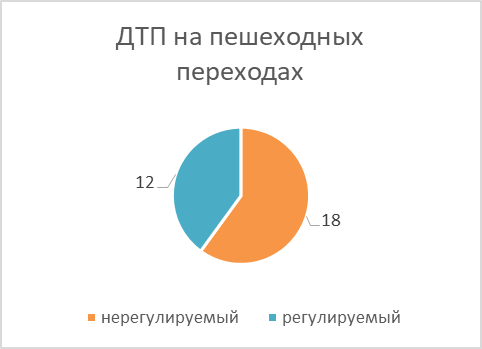 ДТП на пешеходных
переходах
12
18
нерегулируемый
регулируемый